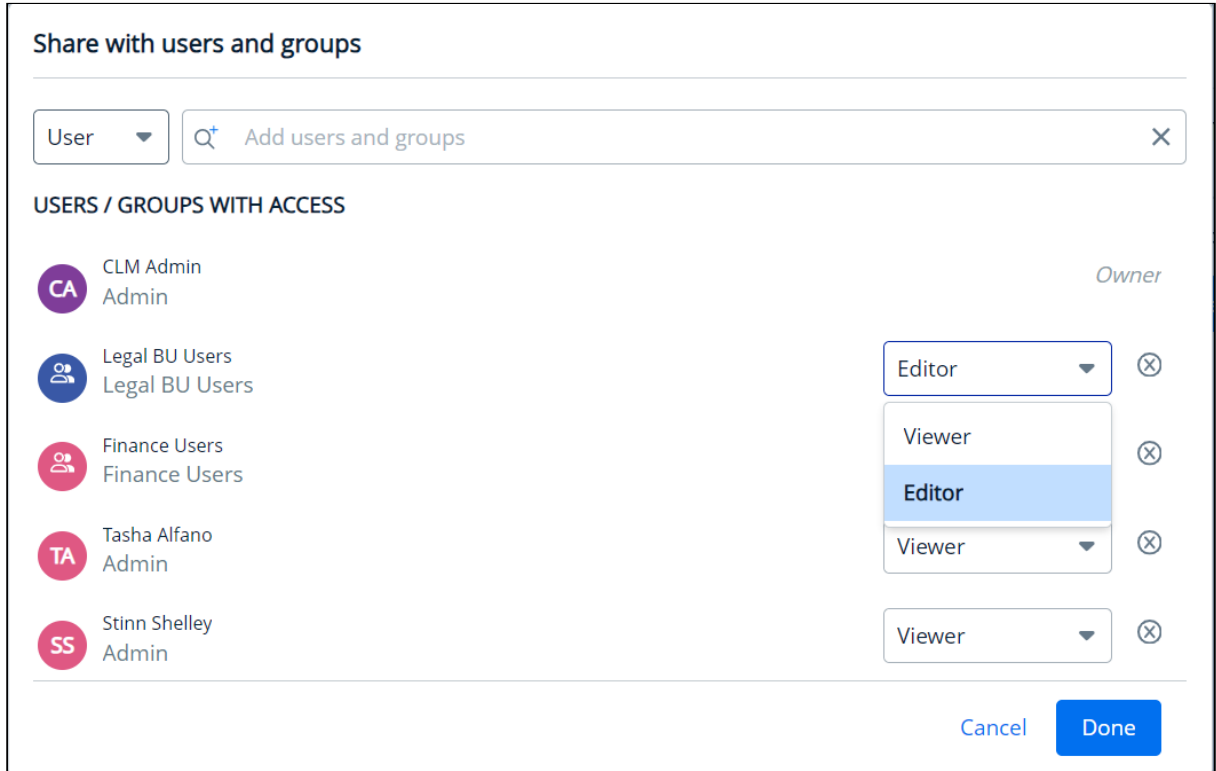 Share with users and groups
User Add users and groups
USERS / GROUPS WITH ACCESS
CA CLM Admin Owner
Admin
Legal BU Users Editor
Legal BU Users
Viewer
Finance Users
Finance Users
Editor
TA Tasha Alfano Viewer
Admin
SS Stinn Shelley Viewer
Admin
Cancel Done